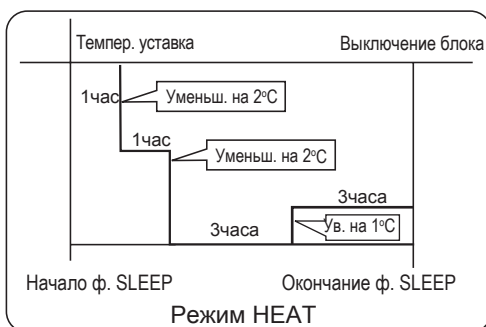 Темпер. уставка
Выключение блока
1час
Уменьш. на 2°C
1час
Уменьш. на 2°C
3часа
3часа
Ув. на 1°C
Начало ф. SLEEP
Окончание ф. SLEEP
Режим HEAT